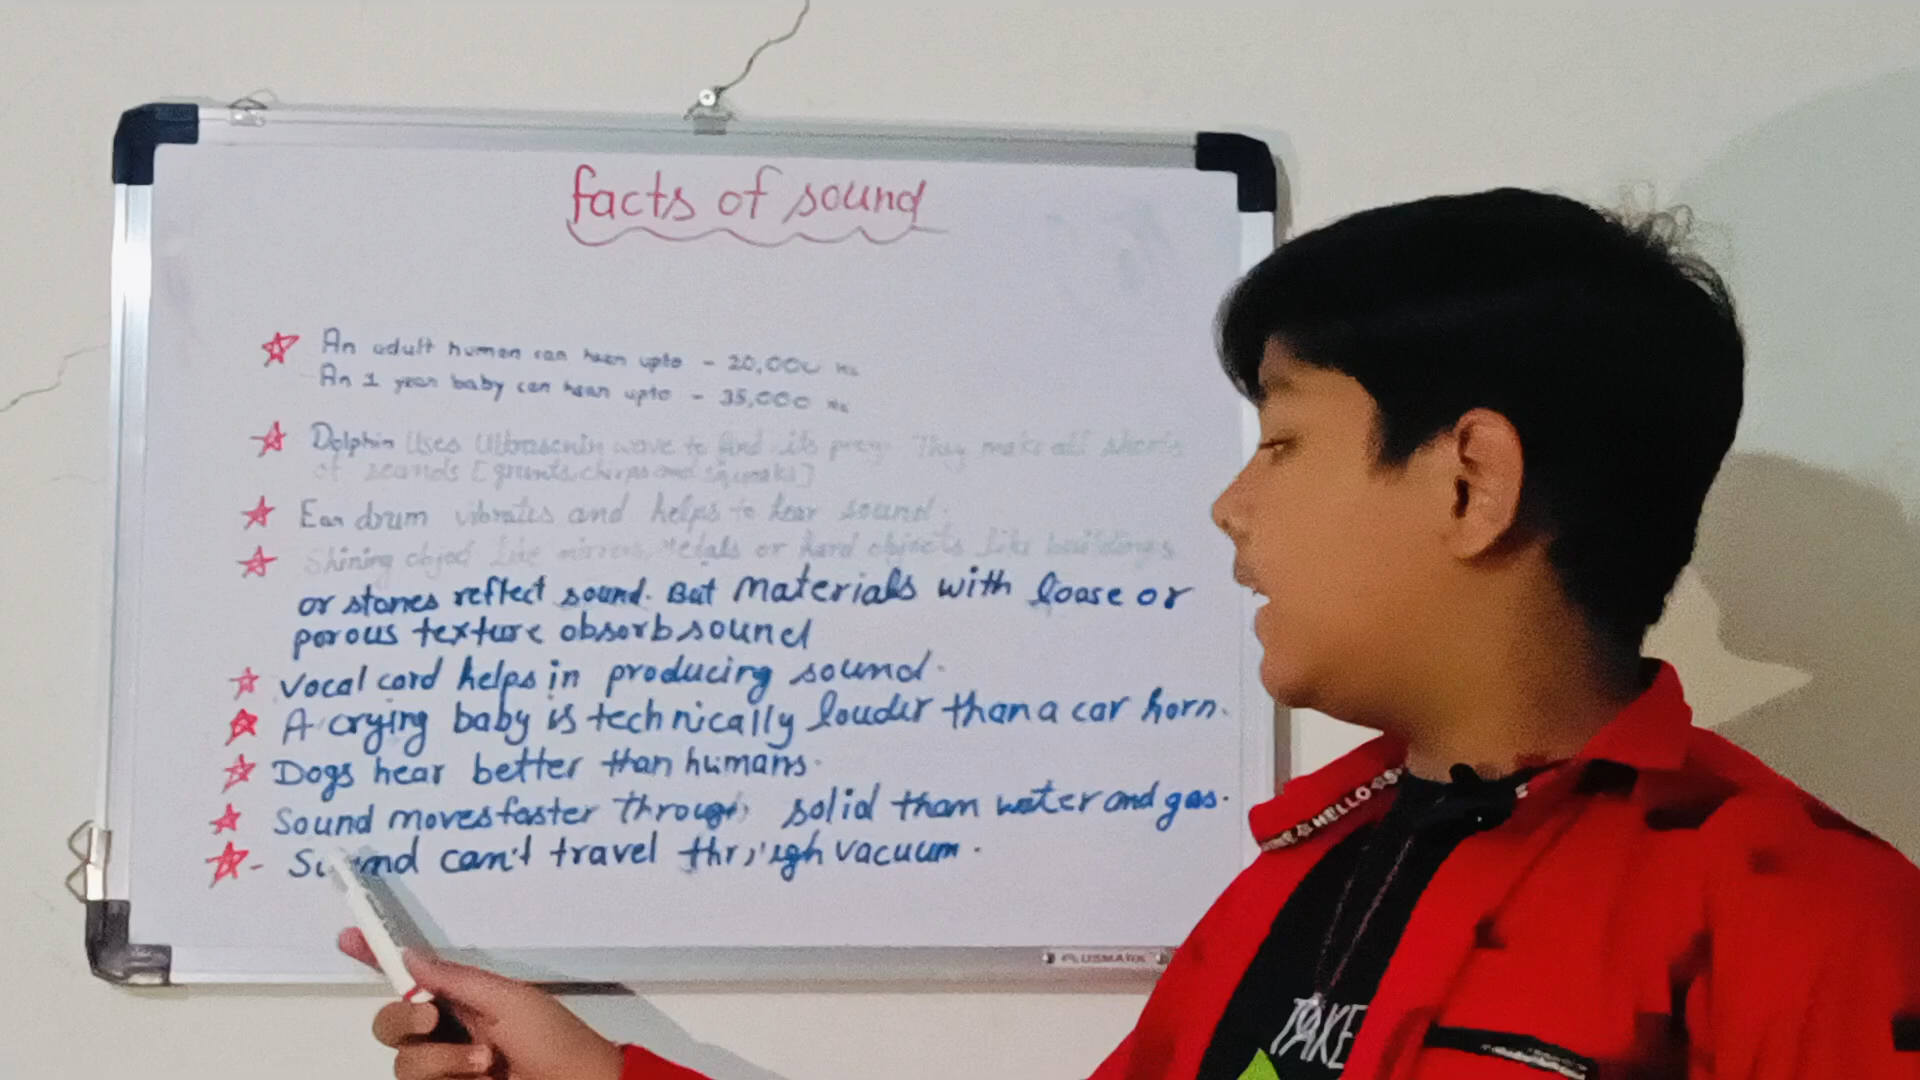 facts of sound
An adult human can hear upto - 20,000 Hz
An 1 year baby can hear upto - 35,000 Hz
Dolphin Uses Ultrasonin wave to find its prey. They make all shorts
of sounds [grunts, chirps and squeaks]
Ear drum vibrates and helps to hear sound.
Shining object like mirrors, Metals or hard objects like buildings
or stones reflect sound. But Materials with loose or
porous texture obsorb sound
Vocal cord helps in producing sound.
A crying baby is technically louder than a car horn.
Dogs hear better than humans.
Sound moves faster through solid than water and gas.
- Sound can't travel through vacuum.
PLUSMARK
HELLO
TAKE